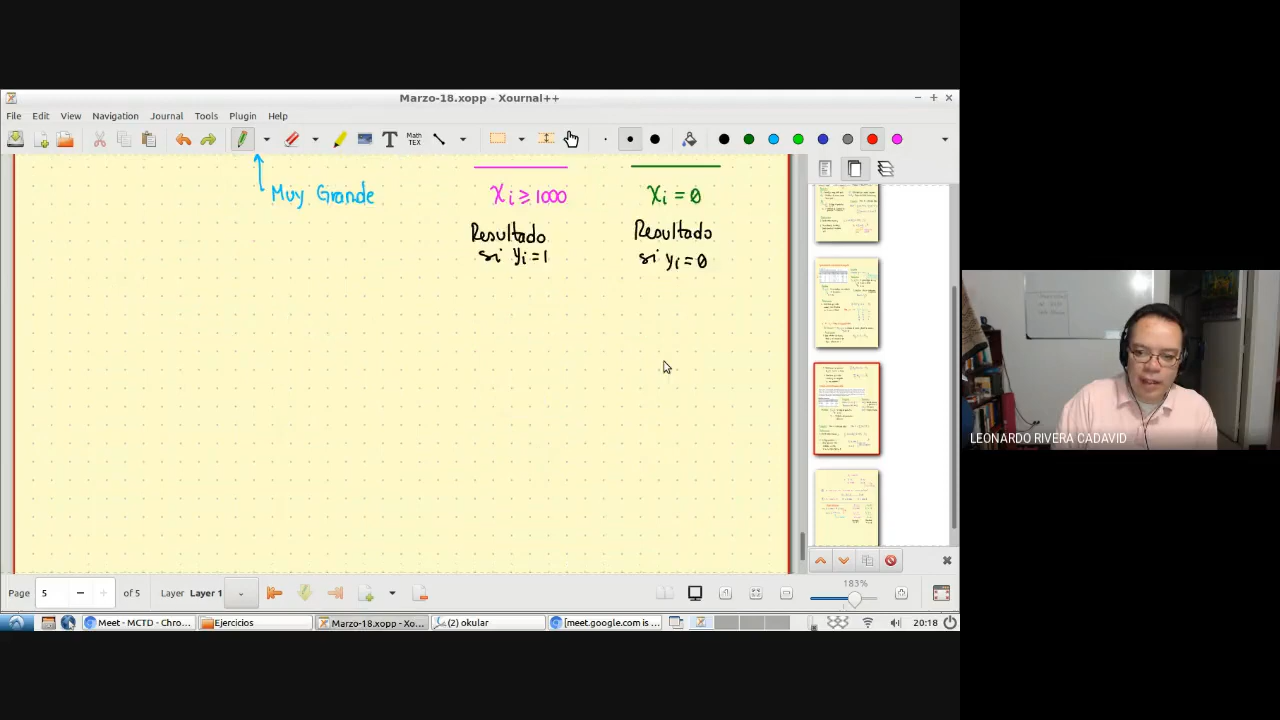 Marzo-18.xopp - Xournal++
File Edit View Navigation Journal Tools Plugin Help
T Math TEX
Muy Grande
xi ≥ 1000
xi = 0
Resultado
si yi = 1
Resultado
si yi = 0
LEONARDO RIVERA CADAVID
Page 5 of 5 Layer Layer 1 183%
Meet - MCTD - Chro... Ejercicios Marzo-18.xopp - Xo... (2) okular [meet.google.com is ... 20:18